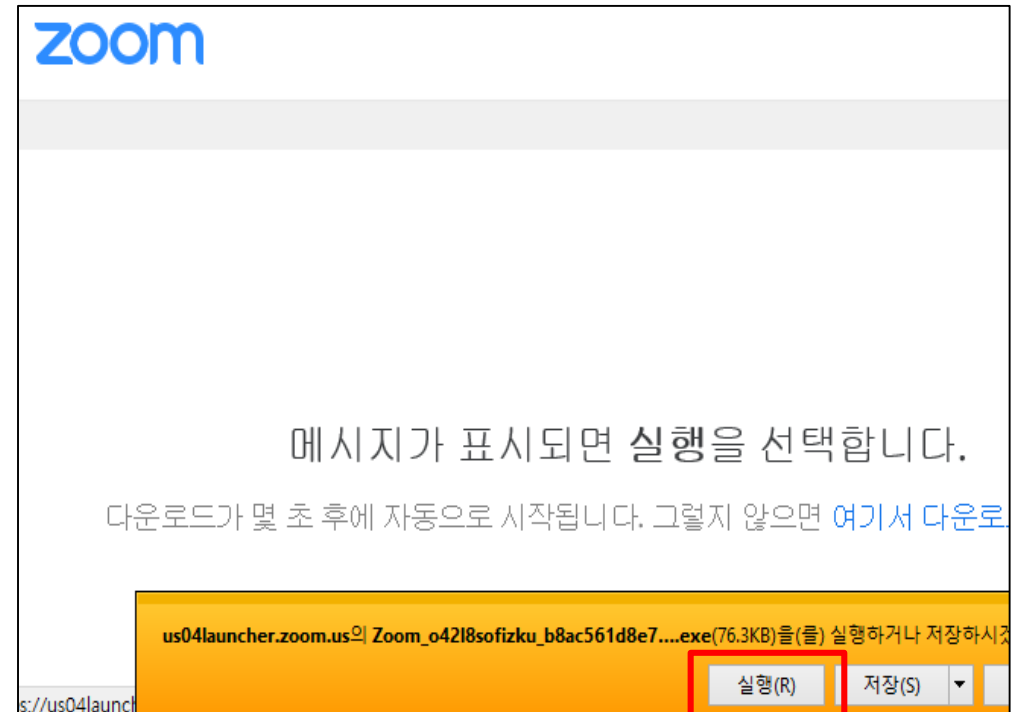 zoom
메시지가 표시되면 실행을 선택합니다.
다운로드가 몇 초 후에 자동으로 시작됩니다. 그렇지 않으면 여기서 다운로
us04launcher.zoom.us의 Zoom_o42l8sofizku_b8ac561d8e7....exe(76.3KB)을(를) 실행하거나 저장하시겠
실행(R) 저장(S)
s://us04launch